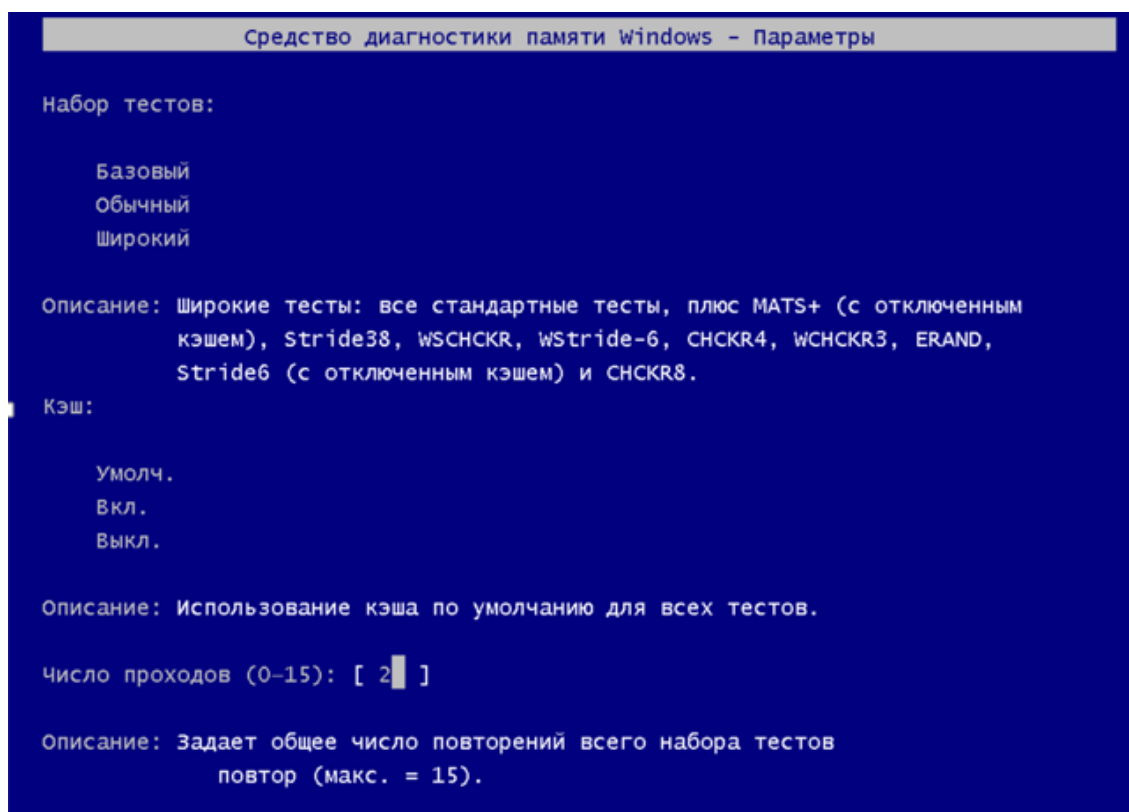 Средство диагностики памяти Windows – Параметры
Набор тестов:
Базовый
Обычный
Широкий
Описание: Широкие тесты: все стандартные тесты, плюс MATS+ (с отключенным
кэшем), Stride38, WSCHCKR, WStride-6, CHCKR4, WCHCKR3, ERAND,
Stride6 (с отключенным кэшем) и CHCKR8.
Кэш:
Умолч.
Вкл.
Выкл.
Описание: Использование кэша по умолчанию для всех тестов.
Число проходов (0–15): [ 2 ]
Описание: Задает общее число повторений всего набора тестов
повтор (макс. = 15).